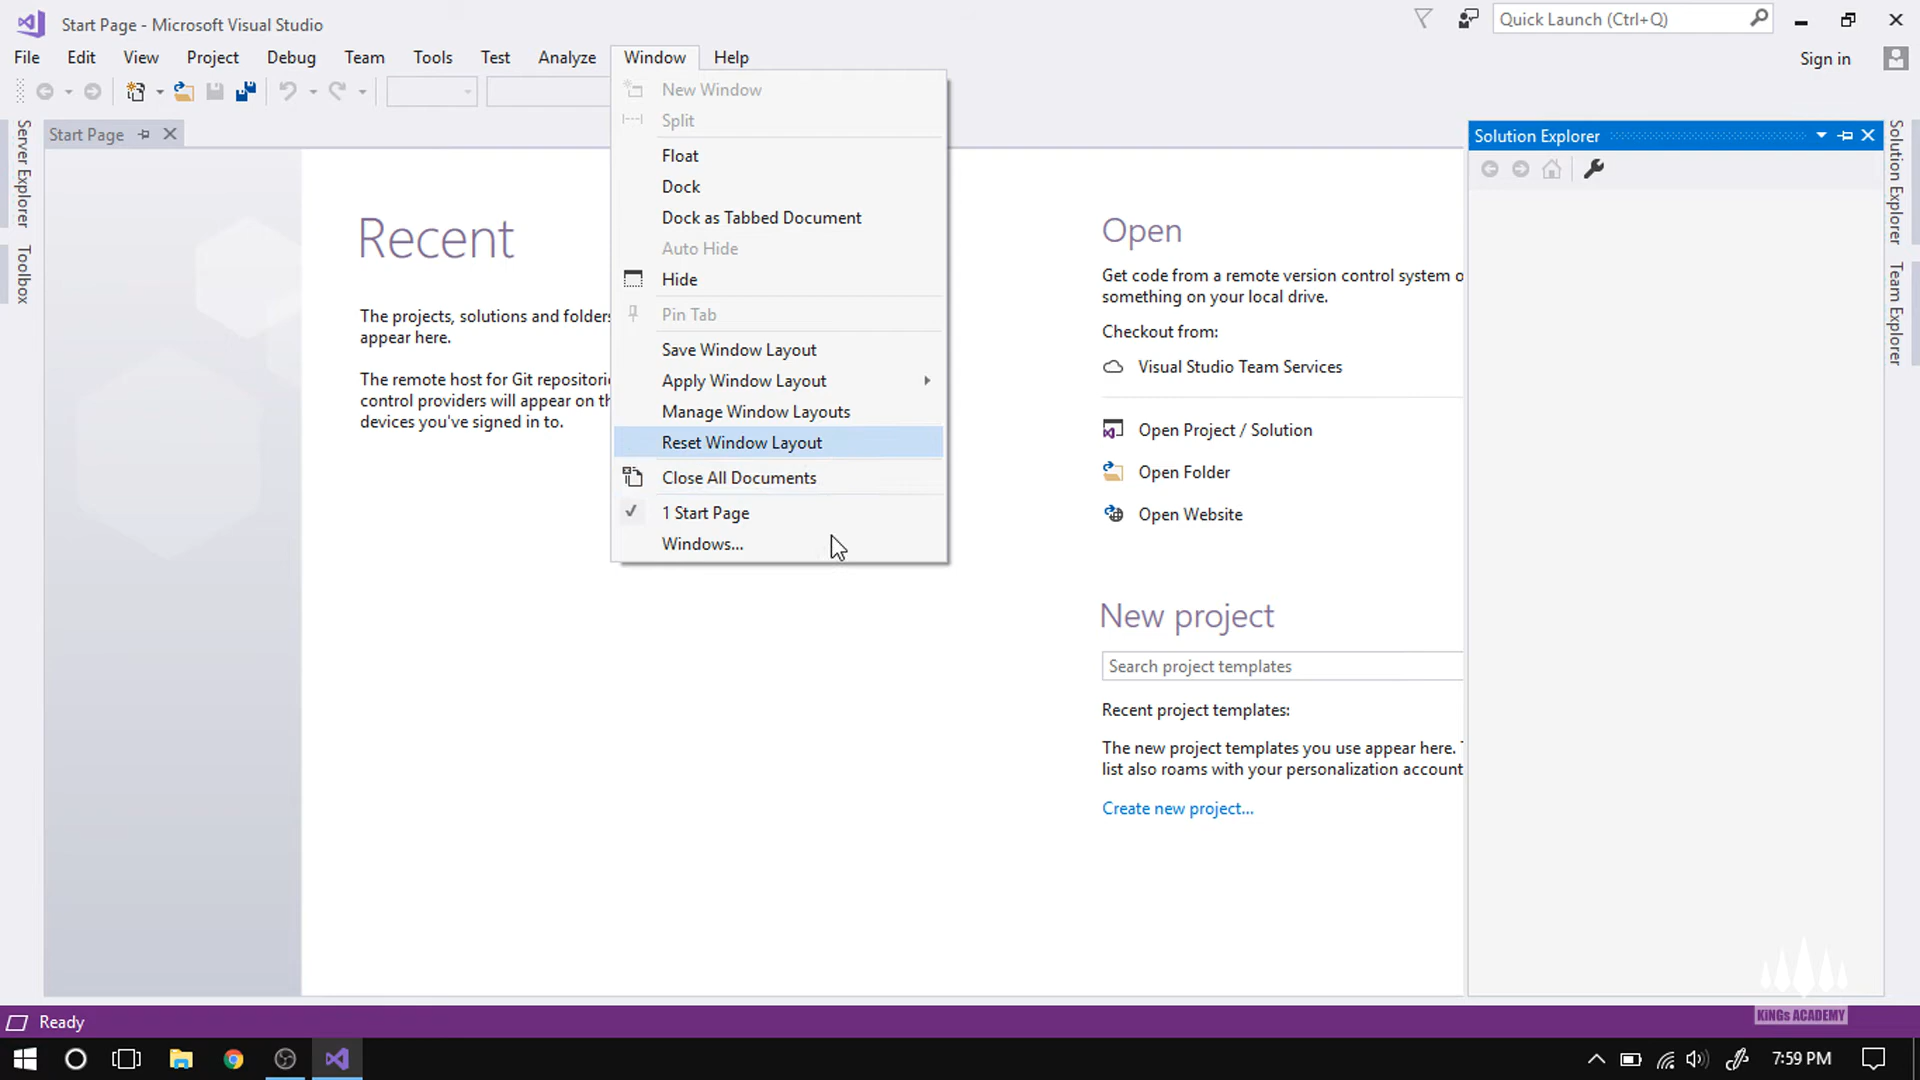 Start Page - Microsoft Visual Studio
Quick Launch (Ctrl+Q)
File Edit View Project Debug Team Tools Test Analyze Window Help
Sign in
Server Explorer
Toolbox
Start Page
New Window
Split
Float
Dock
Dock as Tabbed Document
Auto Hide
Hide
Pin Tab
Save Window Layout
Apply Window Layout
Manage Window Layouts
Reset Window Layout
Close All Documents
1 Start Page
Windows...
Recent
The projects, solutions and folders
appear here.
The remote host for Git repositori
control providers will appear on th
devices you've signed in to.
Open
Get code from a remote version control system o
something on your local drive.
Checkout from:
Visual Studio Team Services
Open Project / Solution
Open Folder
Open Website
New project
Search project templates
Recent project templates:
The new project templates you use appear here. T
list also roams with your personalization account
Create new project...
Solution Explorer
Solution Explorer
Team Explorer
Ready
KiNGs ACADEMY
7:59 PM